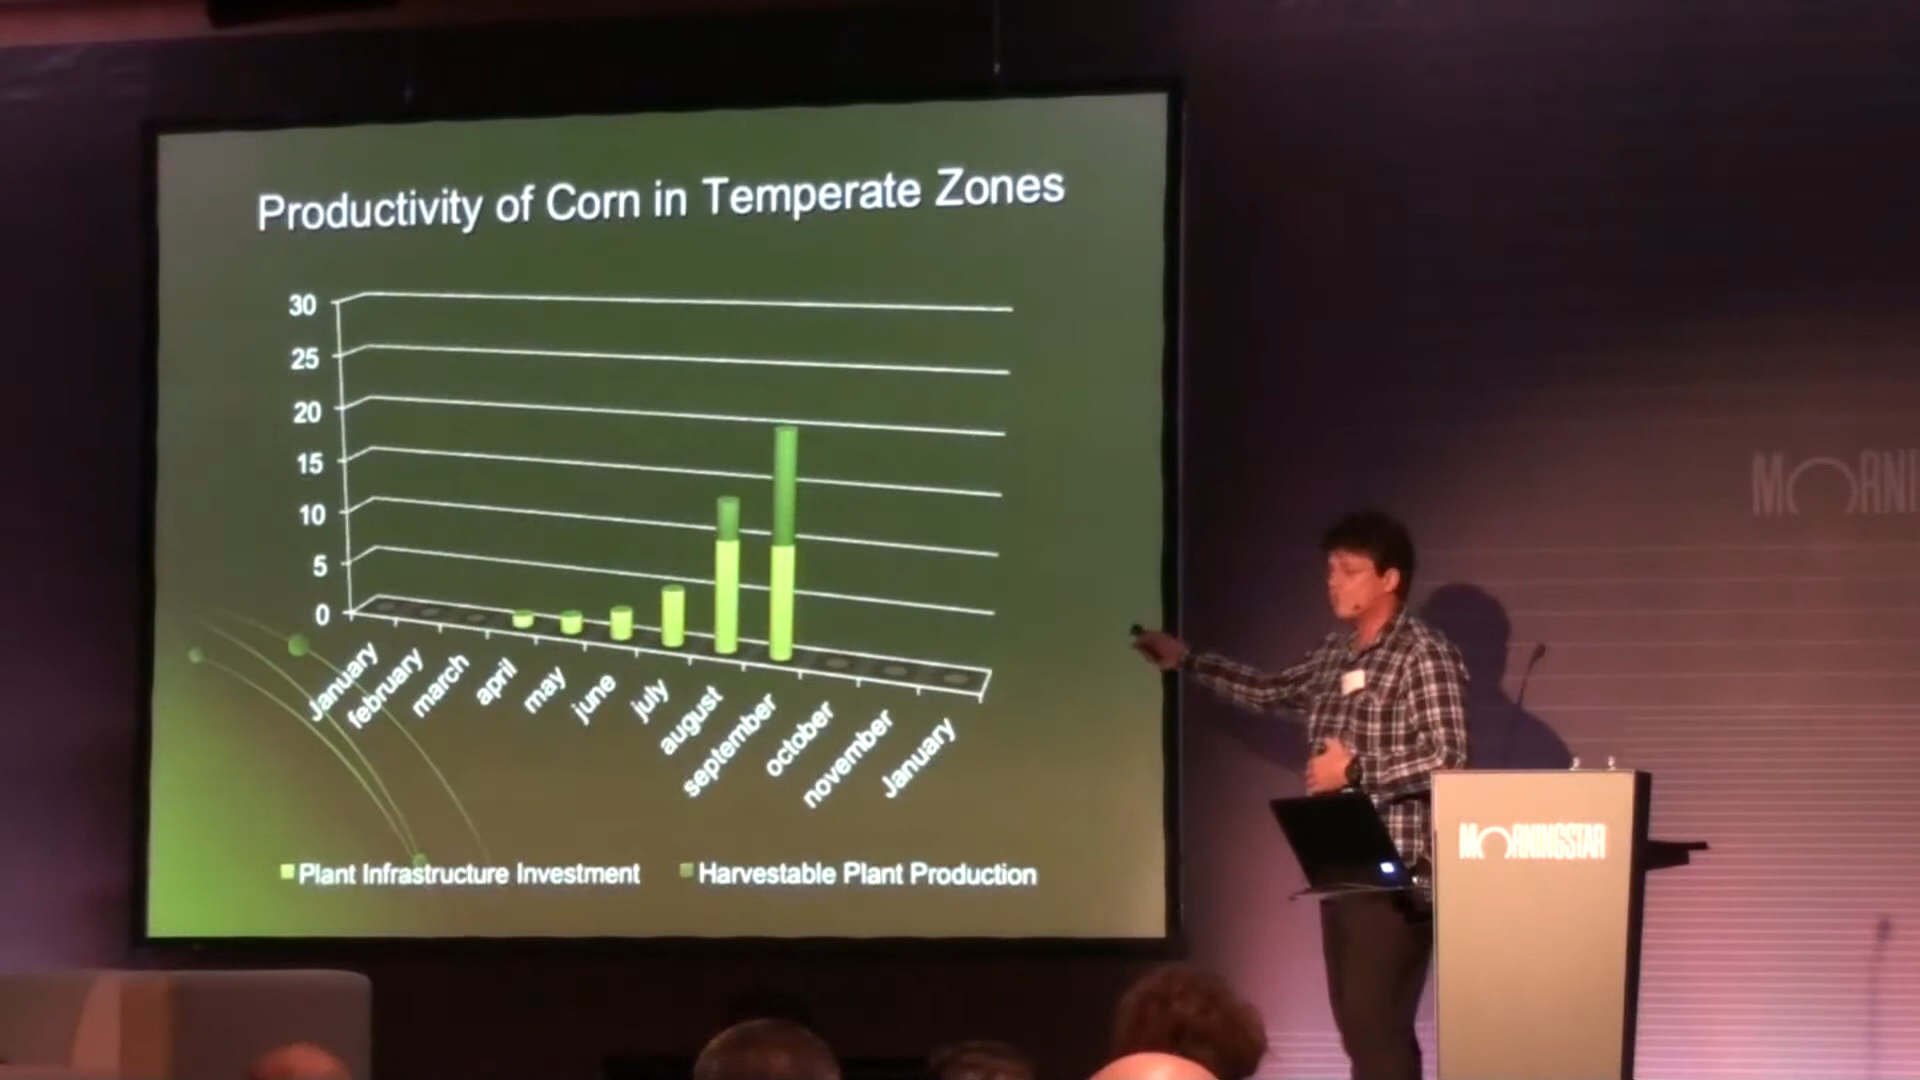 Productivity of Corn in Temperate Zones
30
25
20
15
10
5
0
January
february
march
april
may
june
july
august
september
october
november
January
Plant Infrastructure Investment
Harvestable Plant Production
MORNINGSTAR
MORNI